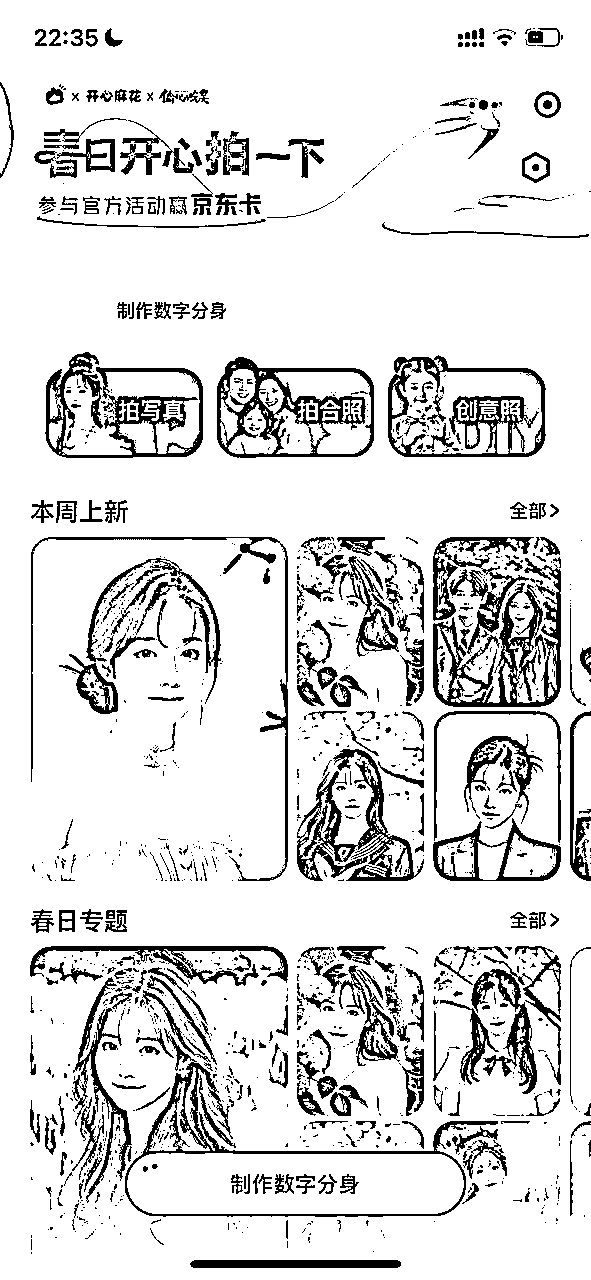 22:35
x 开心麻花 x
春日开心拍一下
参与官方活动赢京东卡
制作数字分身
拍写真
拍合照
创意照
DIY
本周上新
全部>
春日专题
全部>
制作数字分身